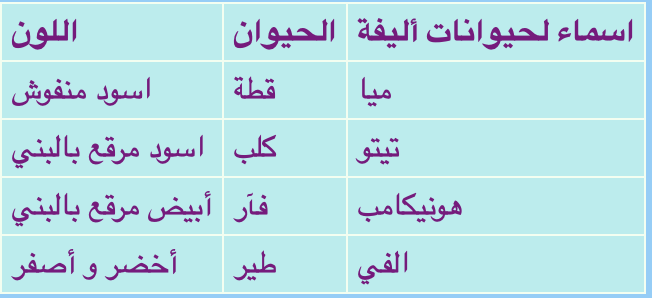 اسماء لحيوانات أليفة الحيوان اللون
ميا قطة اسود منفوش
تيتو كلب اسود مرقع بالبني
هونيكامب فآر أبيض مرقع بالبني
الفي طير أخضر و أصفر